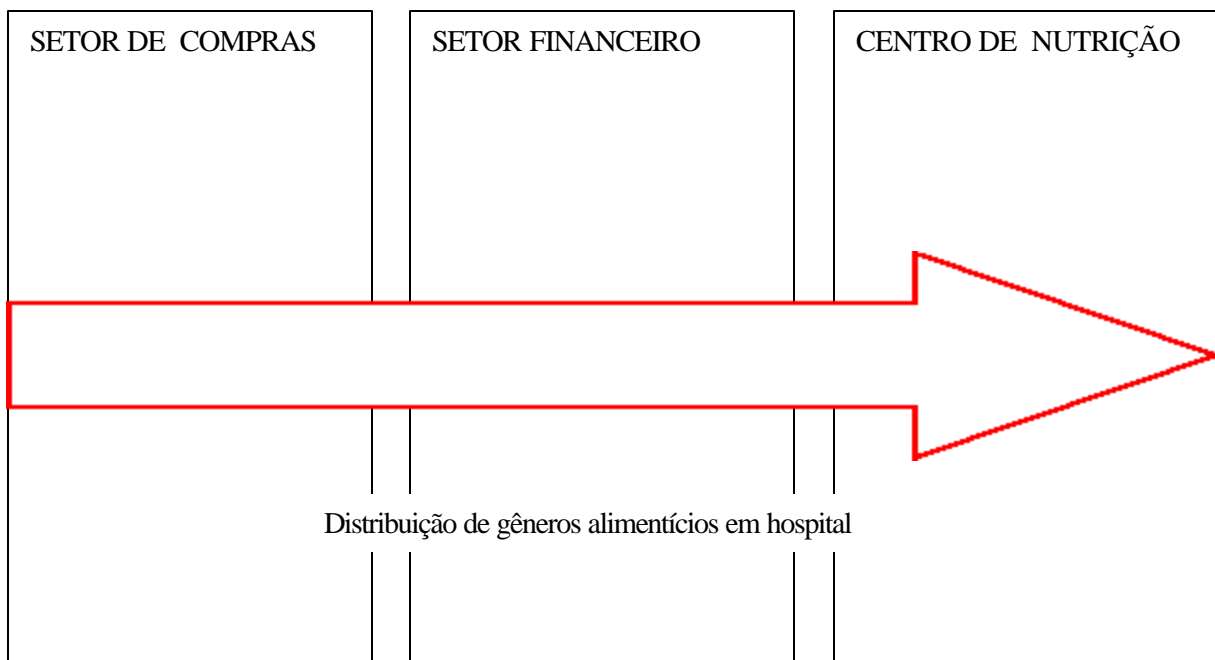 SETOR DE COMPRAS
SETOR FINANCEIRO
CENTRO DE NUTRIÇÃO
Distribuição de gêneros alimentícios em hospital